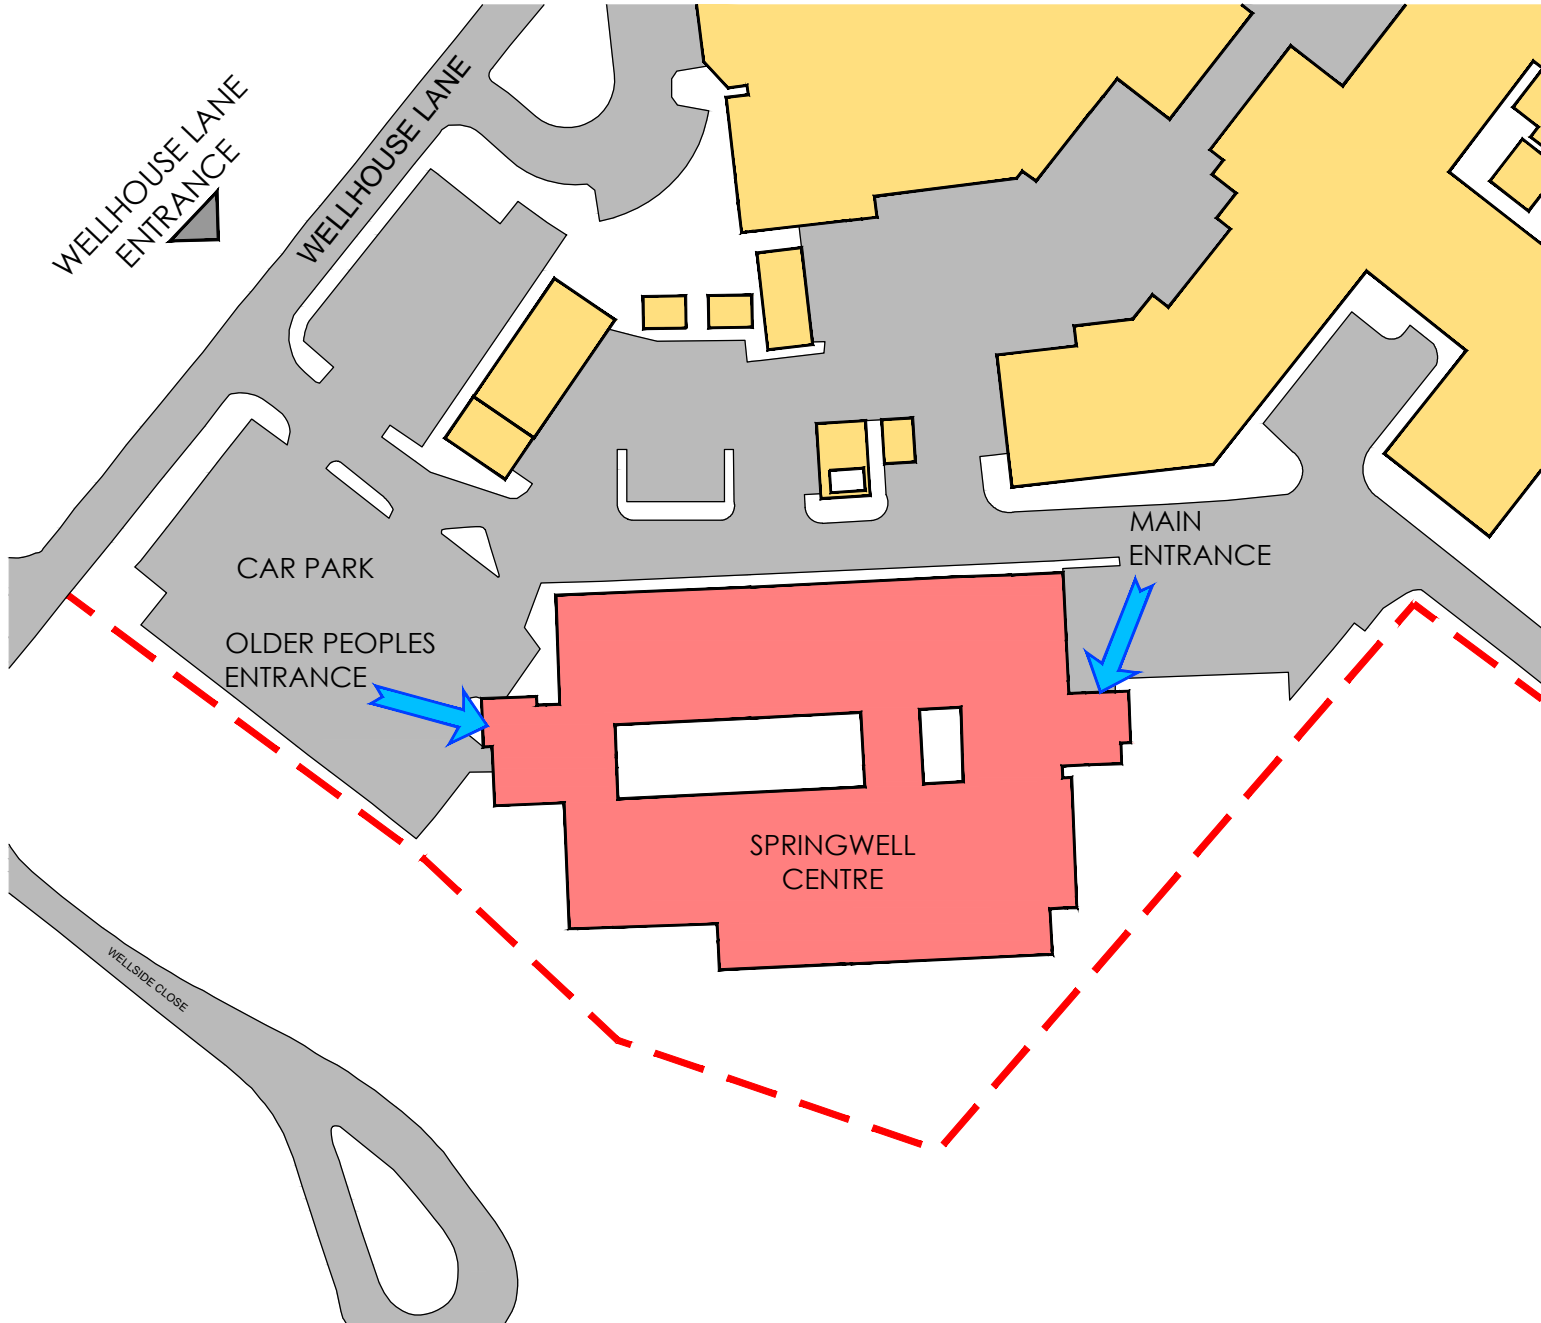 WELLHOUSE LANE
ENTRANCE
WELLHOUSE LANE
MAIN
ENTRANCE
CAR PARK
OLDER PEOPLES
ENTRANCE
SPRINGWELL
CENTRE
WELLSIDE CLOSE